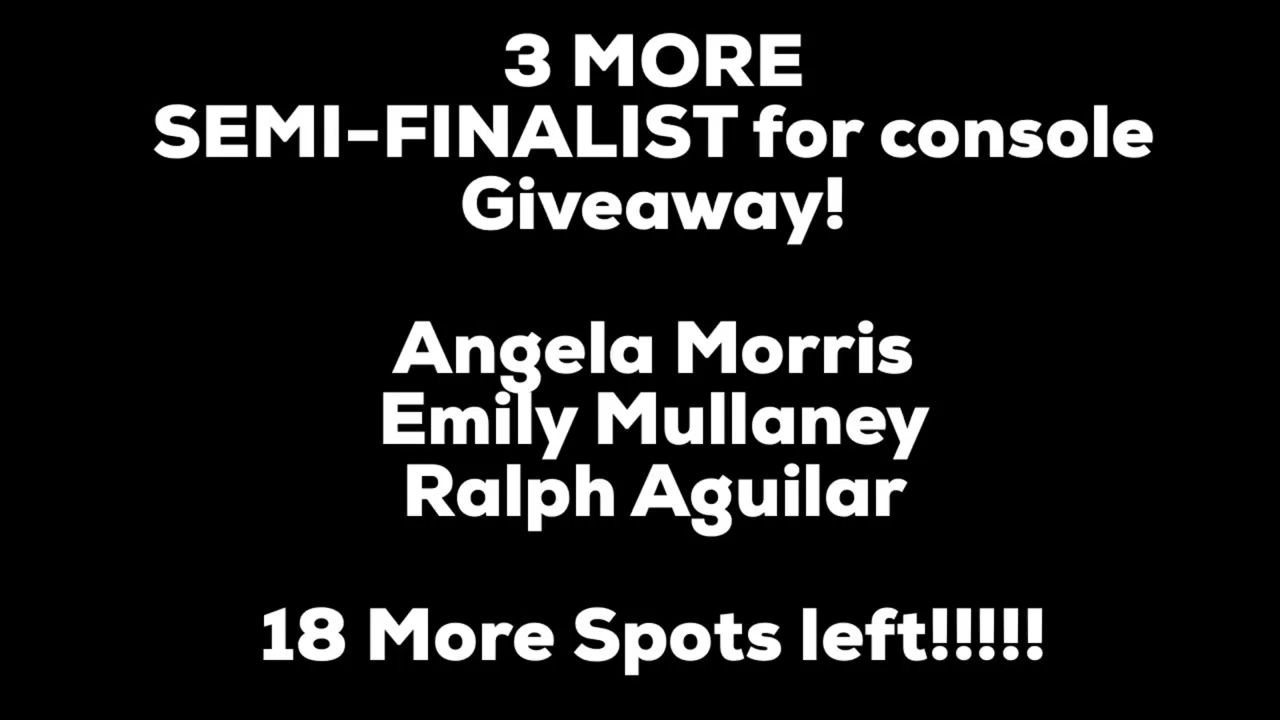 3 MORE
SEMI-FINALIST for console
Giveaway!
Angela Morris
Emily Mullaney
Ralph Aguilar
18 More Spots left!!!!!